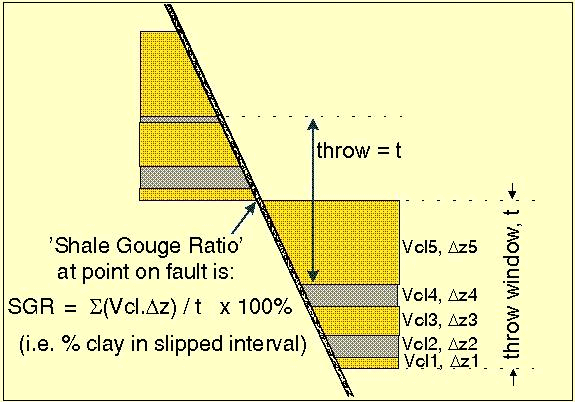 throw = t
'Shale Gouge Ratio'
at point on fault is:
SGR = Σ(Vcl.Δz) / t x 100%
(i.e. % clay in slipped interval)
Vcl5, Δz5
Vcl4, Δz4
Vcl3, Δz3
Vcl2, Δz2
Vcl1, Δz1
throw window, t